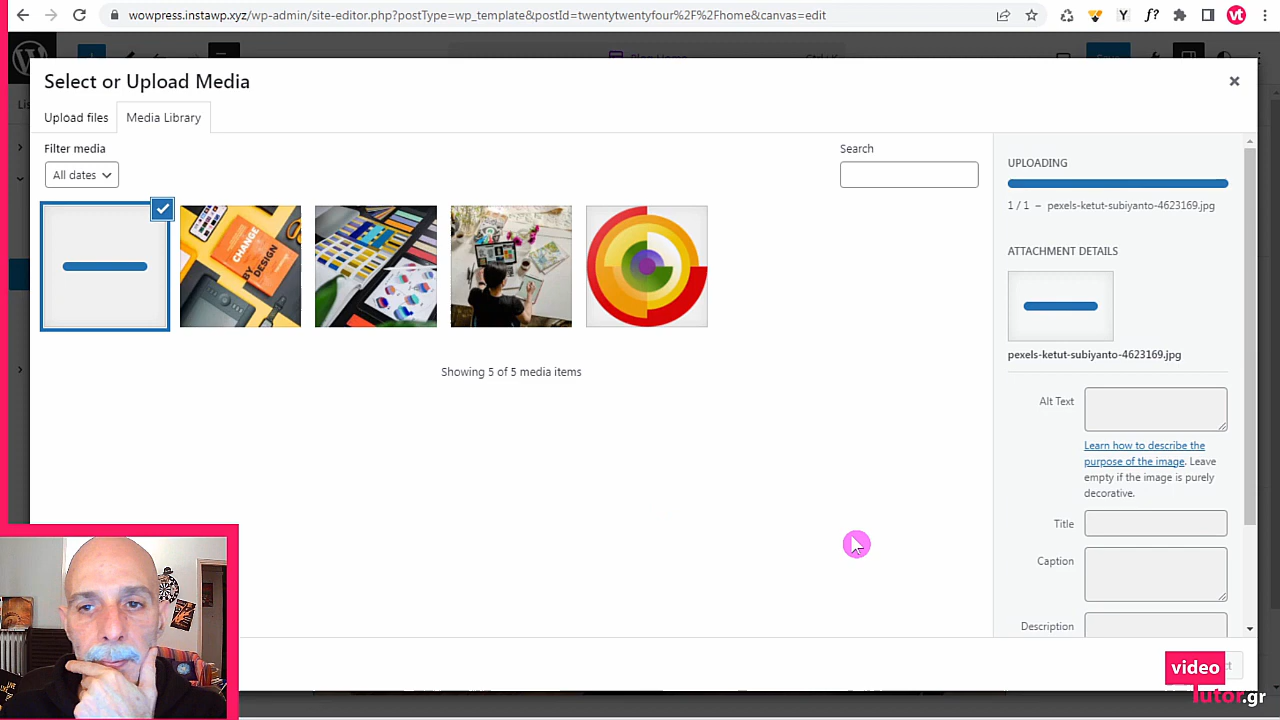 wowpress.instawp.xyz/wp-admin/site-editor.php?postType=wp_template&postId=twentytwentyfour%2F%2Fhome&canvas=edit
Select or Upload Media
Upload files
Media Library
Filter media
All dates
Search
CHANGE
BY
DESIGN
Showing 5 of 5 media items
UPLOADING
1 / 1 – pexels-ketut-subiyanto-4623169.jpg
ATTACHMENT DETAILS
pexels-ketut-subiyanto-4623169.jpg
Alt Text
Learn how to describe the
purpose of the image. Leave
empty if the image is purely
decorative.
Title
Caption
Description
video
Tutor.gr